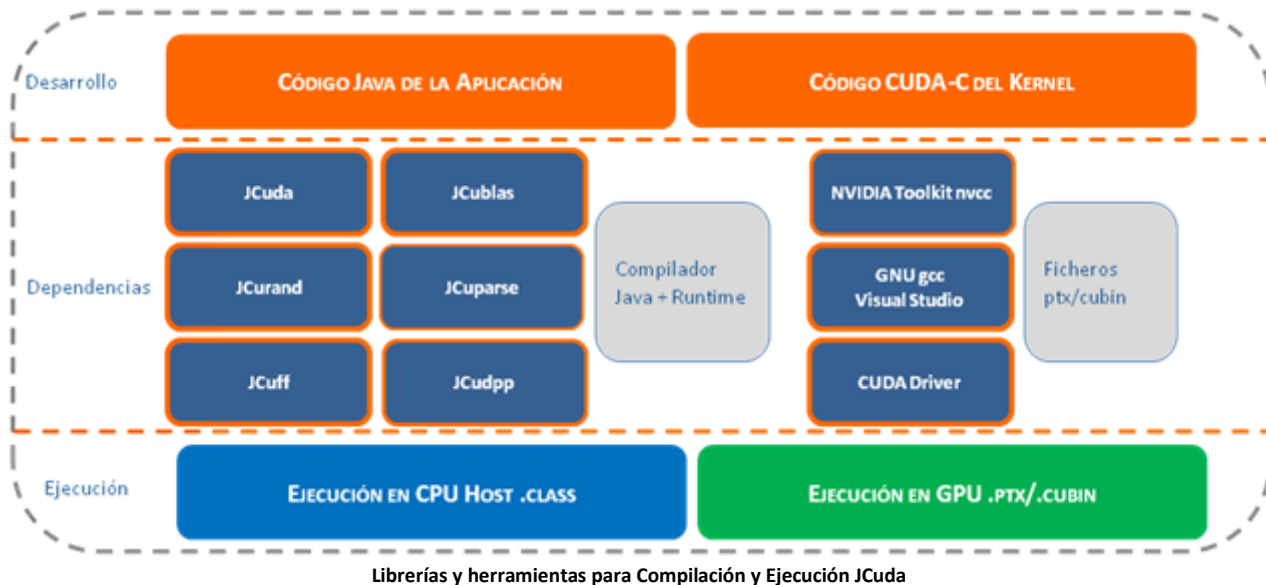 Desarrollo
CÓDIGO JAVA DE LA APLICACIÓN
CÓDIGO CUDA-C DEL KERNEL
Dependencias
JCuda
JCublas
JCurand
JCuparse
JCuff
JCudpp
Compilador
Java + Runtime
NVIDIA Toolkit nvcc
GNU gcc
Visual Studio
CUDA Driver
Ficheros
ptx/cubin
Ejecución
EJECUCIÓN EN CPU HOST .CLASS
EJECUCIÓN EN GPU .PTX/.CUBIN
Librerías y herramientas para Compilación y Ejecución JCuda